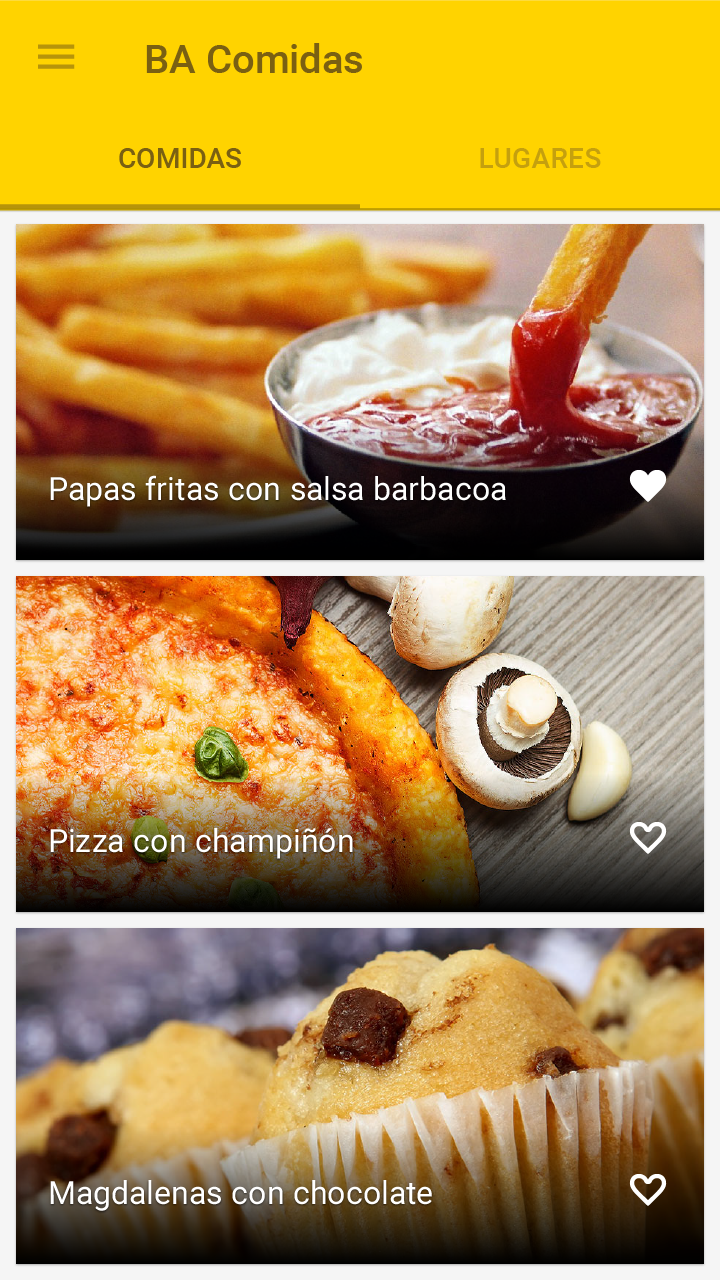 BA Comidas
COMIDAS
LUGARES
Papas fritas con salsa barbacoa
Pizza con champiñón
Magdalenas con chocolate